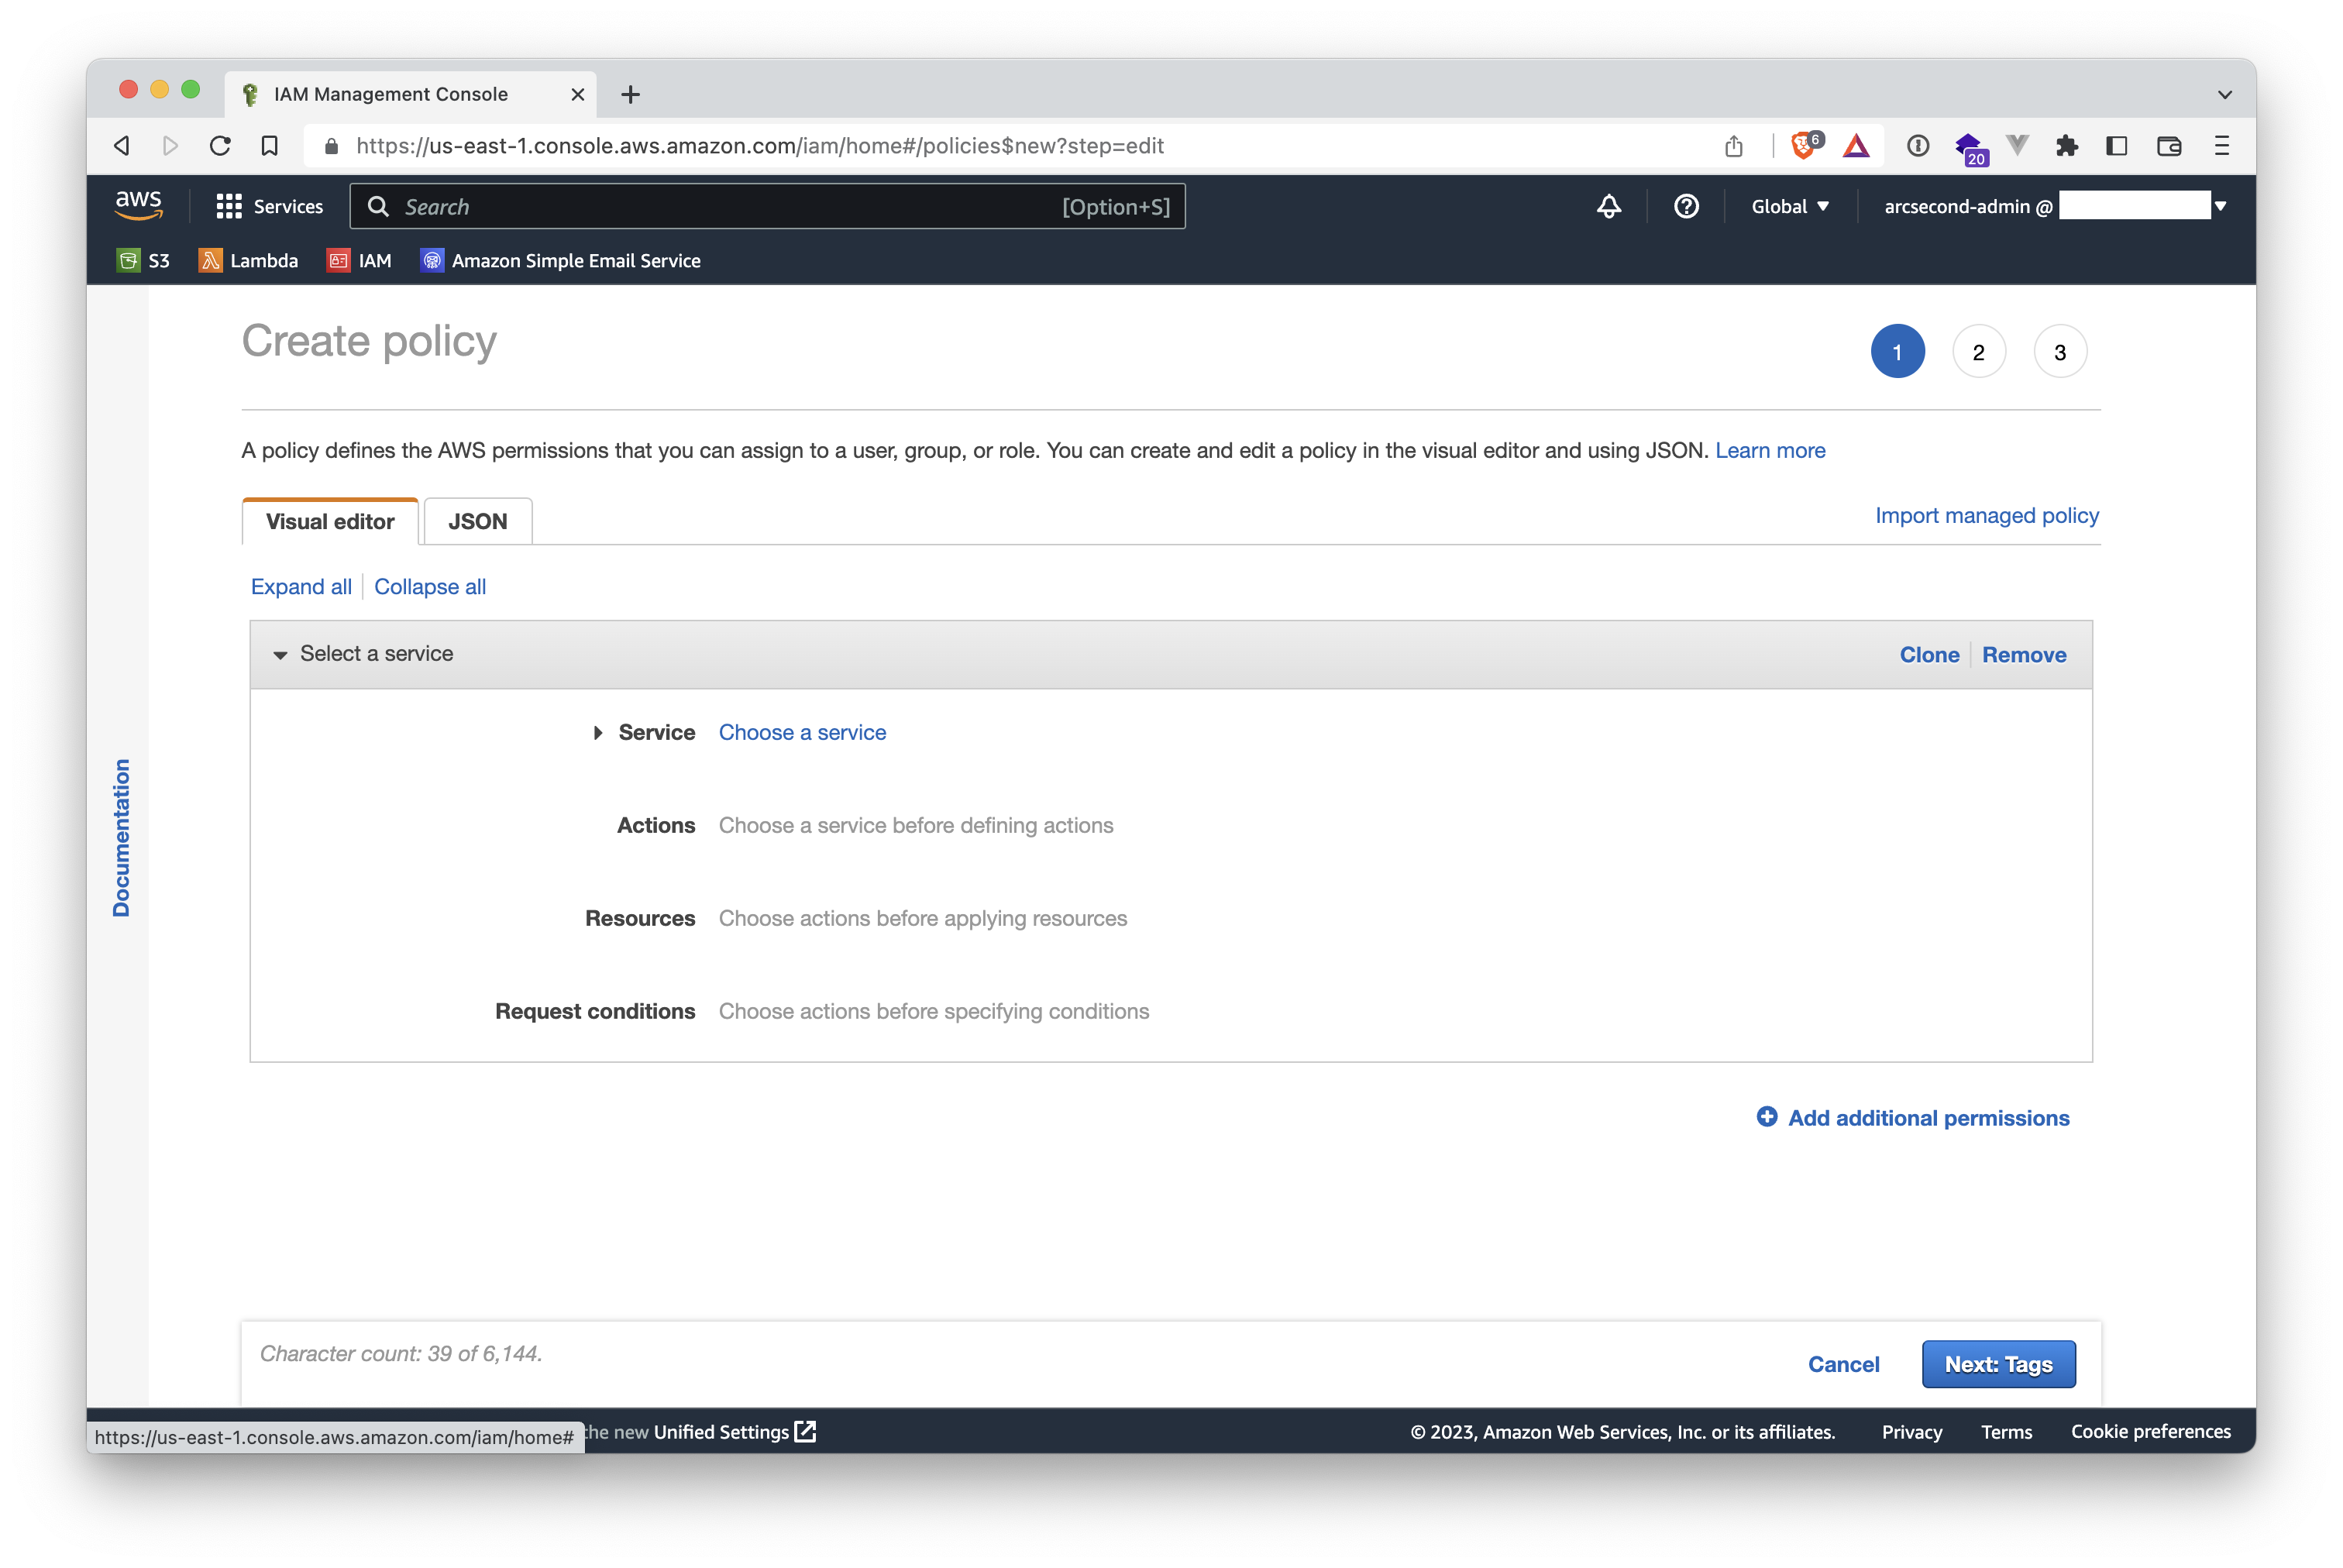 IAM Management Console
https://us-east-1.console.aws.amazon.com/iam/home#/policies$new?step=edit
6
20
aws
Services
Search
[Option+S]
Global
arcsecond-admin @
S3
Lambda
IAM
Amazon Simple Email Service
Create policy
1
2
3
A policy defines the AWS permissions that you can assign to a user, group, or role. You can create and edit a policy in the visual editor and using JSON. Learn more
Visual editor
JSON
Import managed policy
Expand all
Collapse all
Select a service
Clone
Remove
Service
Choose a service
Actions
Choose a service before defining actions
Resources
Choose actions before applying resources
Request conditions
Choose actions before specifying conditions
Documentation
Add additional permissions
Character count: 39 of 6,144.
Cancel
Next: Tags
https://us-east-1.console.aws.amazon.com/iam/home#
the new Unified Settings
© 2023, Amazon Web Services, Inc. or its affiliates.
Privacy
Terms
Cookie preferences